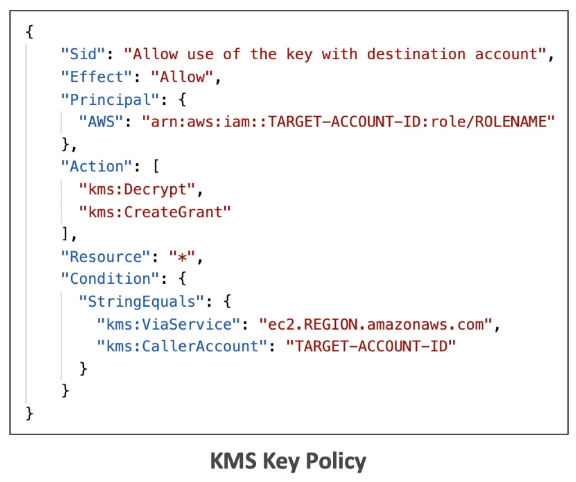 {
"Sid": "Allow use of the key with destination account",
"Effect": "Allow",
"Principal": {
"AWS": "arn:aws:iam::TARGET-ACCOUNT-ID:role/ROLENAME"
},
"Action": [
"kms:Decrypt",
"kms:CreateGrant"
],
"Resource": "*",
"Condition": {
"StringEquals": {
"kms:ViaService": "ec2.REGION.amazonaws.com",
"kms:CallerAccount": "TARGET-ACCOUNT-ID"
}
}
}
KMS Key Policy